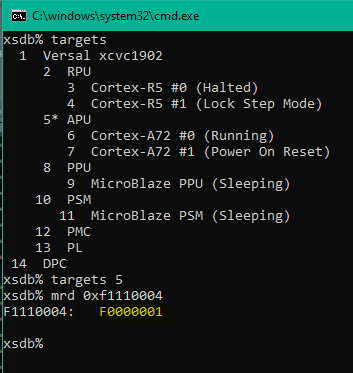 C:\windows\system32\cmd.exe
xsdb% targets
1 Versal xcvc1902
2 RPU
3 Cortex-R5 #0 (Halted)
4 Cortex-R5 #1 (Lock Step Mode)
5* APU
6 Cortex-A72 #0 (Running)
7 Cortex-A72 #1 (Power On Reset)
8 PPU
9 MicroBlaze PPU (Sleeping)
10 PSM
11 MicroBlaze PSM (Sleeping)
12 PMC
13 PL
14 DPC
xsdb% targets 5
xsdb% mrd 0xf1110004
F1110004: F0000001
xsdb%